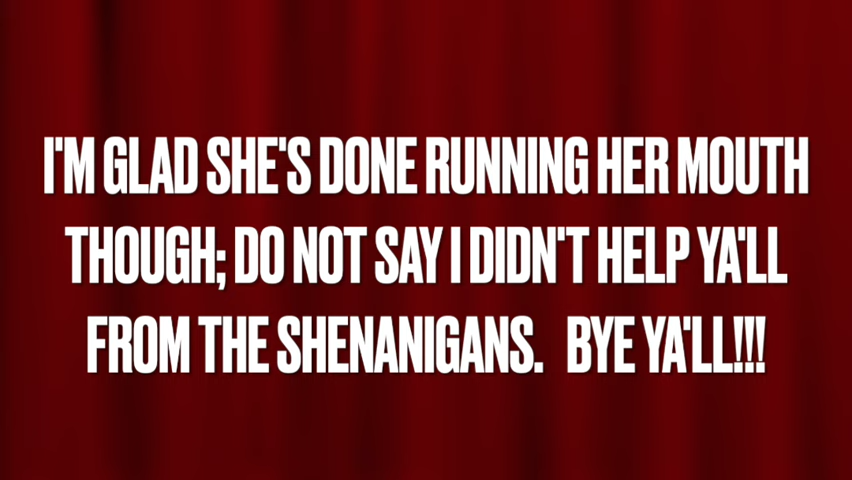 I'M GLAD SHE'S DONE RUNNING HER MOUTH
THOUGH; DO NOT SAY I DIDN'T HELP YA'LL
FROM THE SHENANIGANS.   BYE YA'LL!!!